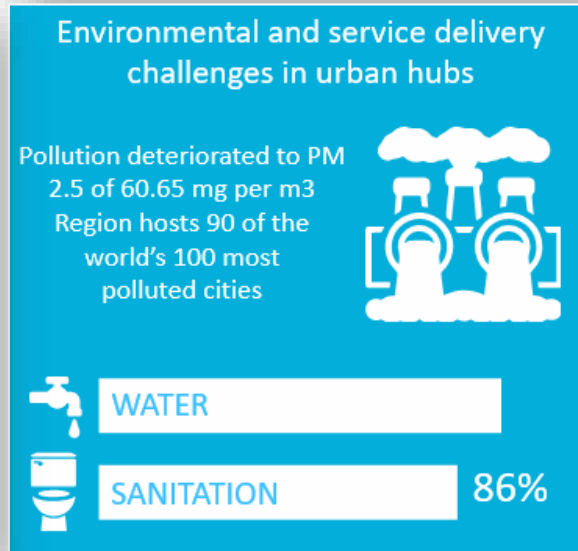 Environmental and service delivery
challenges in urban hubs
Pollution deteriorated to PM
2.5 of 60.65 mg per m3
Region hosts 90 of the
world's 100 most
polluted cities
WATER
SANITATION
86%